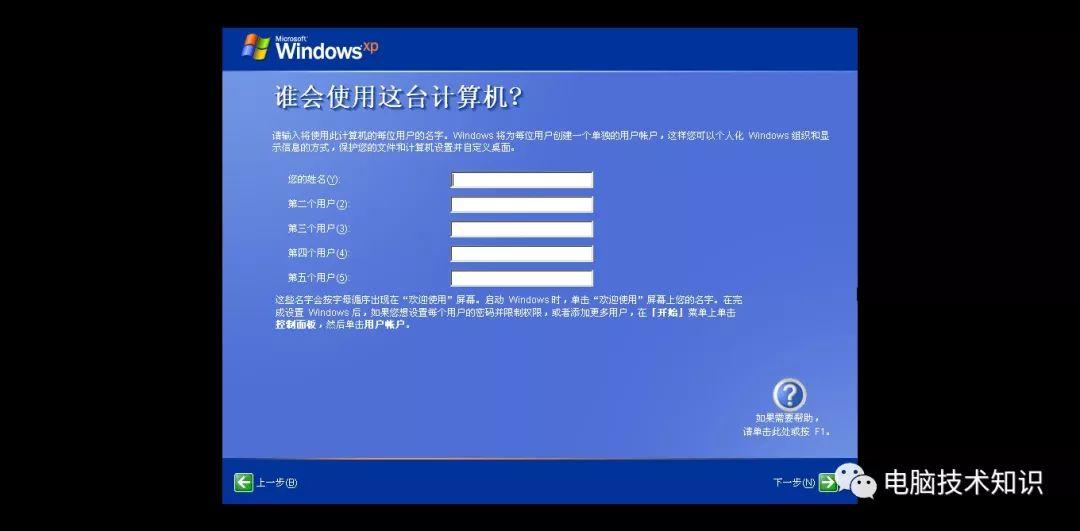 Microsoft
Windows xp
谁会使用这台计算机?
请输入将使用此计算机的每位用户的名字。Windows 将为每位用户创建一个单独的用户帐户，这样您可以个人化 Windows 组织和显
示信息的方式，保护您的文件和计算机设置并自定义桌面。
您的姓名(Y):
第二个用户(2):
第三个用户(3):
第四个用户(4):
第五个用户(5):
这些名字会按字母循序出现在“欢迎使用”屏幕。启动 Windows 时，单击“欢迎使用”屏幕上您的名字。在完
成设置 Windows 后，如果您想设置每个用户的密码并限制权限，或者添加更多用户，在「开始」菜单上单击
控制面板，然后单击用户帐户。
?
如果需要帮助，
请单击此处或按 F1。
上一步(B)
下一步(N)
电脑技术知识